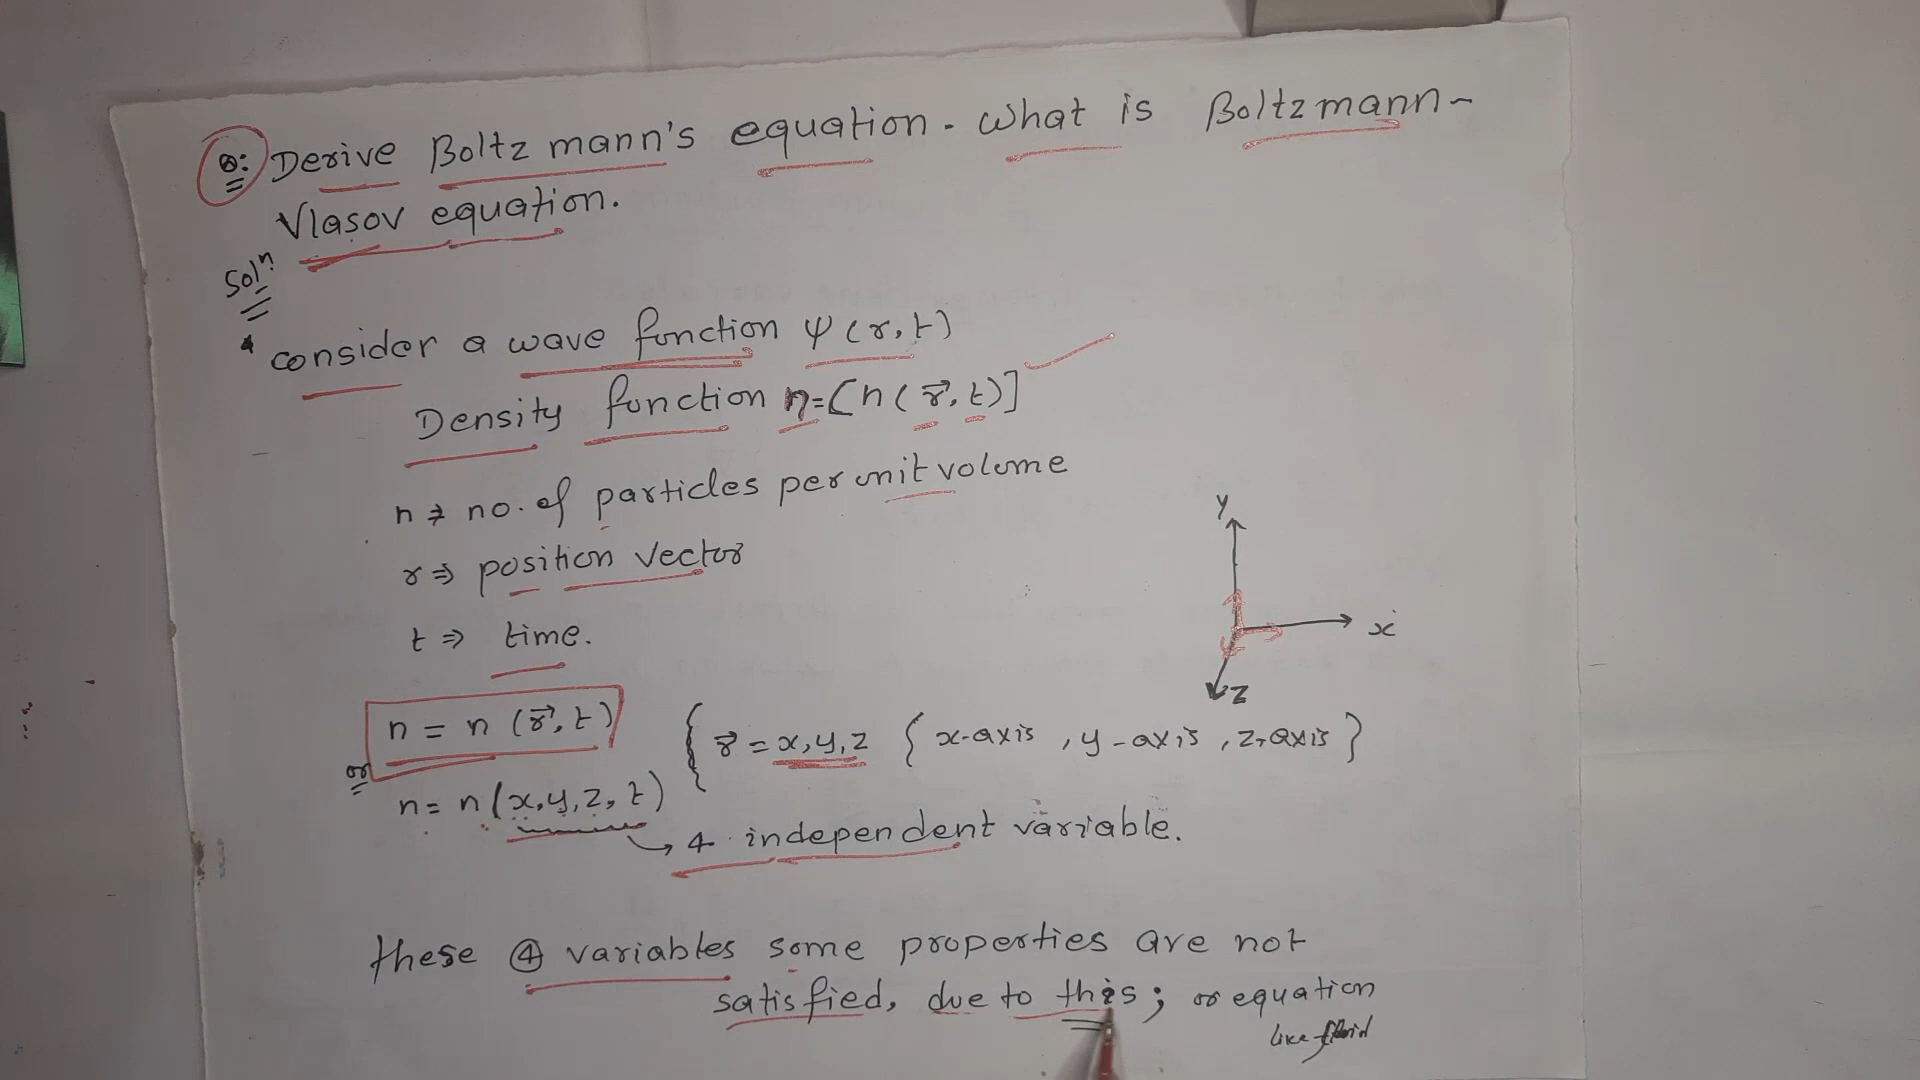 Q: Derive Boltzmann's equation. What is Boltzmann-
Vlasov equation.
Solⁿ
* consider a wave function ψ(r,t)
Density function n=[n(r⃗,t)]
n ⇒ no. of particles per unit volume
r ⇒ position vector
t ⇒ time.
Y
x
Z
n = n (r⃗, t)
{ r⃗ = x,y,z { x-axis , y-axis , z-axis }
or
n = n(x,y,z,t)
→ 4 independent variable.
these ④ variables some properties are not
satisfied, due to this; or equation
like fluid